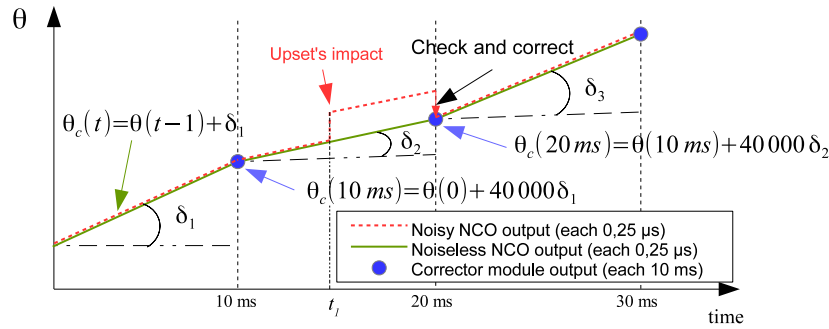 θ
Upset's impact
Check and correct
θc(t)=θ(t−1)+δ1
δ3
δ2
θc(20 ms)=θ(10 ms)+40 000 δ2
δ1
θc(10 ms)=θ(0)+40 000 δ1
Noisy NCO output (each 0,25 µs)
Noiseless NCO output (each 0,25 µs)
Corrector module output (each 10 ms)
10 ms
t1
20 ms
30 ms
time